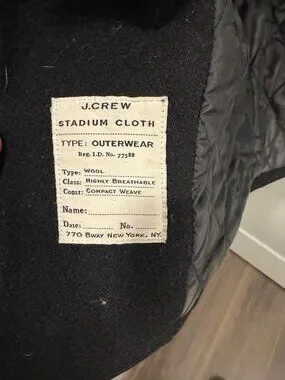 J.CREW
STADIUM CLOTH
TYPE: OUTERWEAR
Reg. I.D. No. 77388
Type: WOOL
Class: HIGHLY BREATHABLE
Const: COMPACT WEAVE
Name:
Date: No.
770 BWAY NEW YORK, NY.